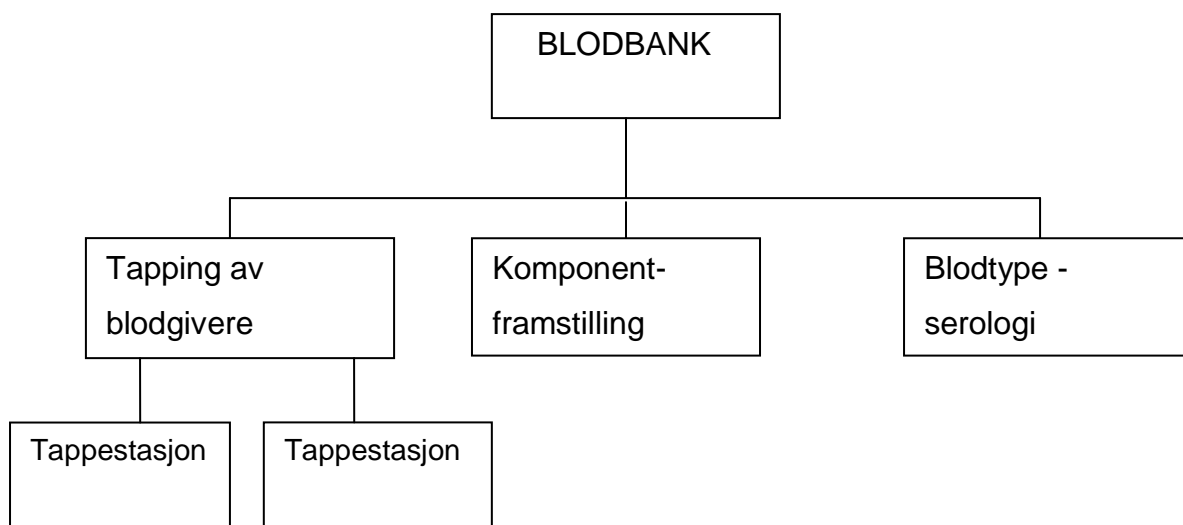 BLODBANK
Tapping av
blodgivere
Komponent-
framstilling
Blodtype -
serologi
Tappestasjon
Tappestasjon